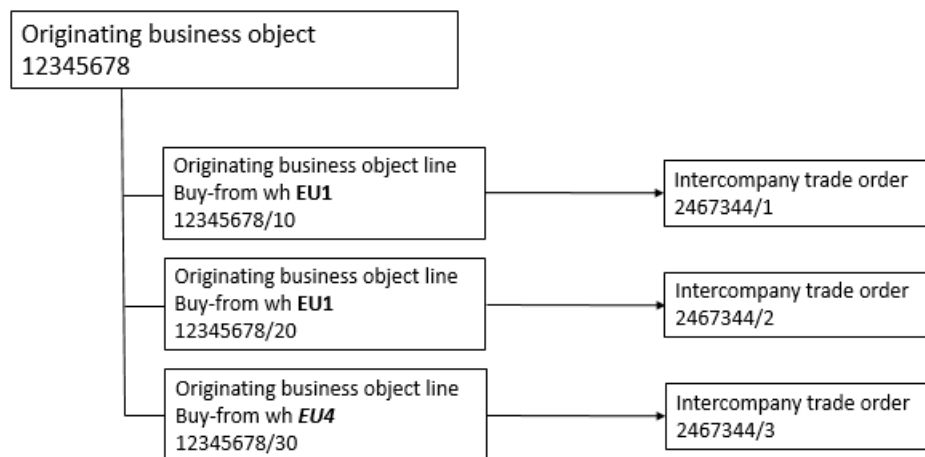 Originating business object
12345678
Originating business object line
Buy-from wh EU1
12345678/10
Intercompany trade order
2467344/1
Originating business object line
Buy-from wh EU1
12345678/20
Intercompany trade order
2467344/2
Originating business object line
Buy-from wh EU4
12345678/30
Intercompany trade order
2467344/3